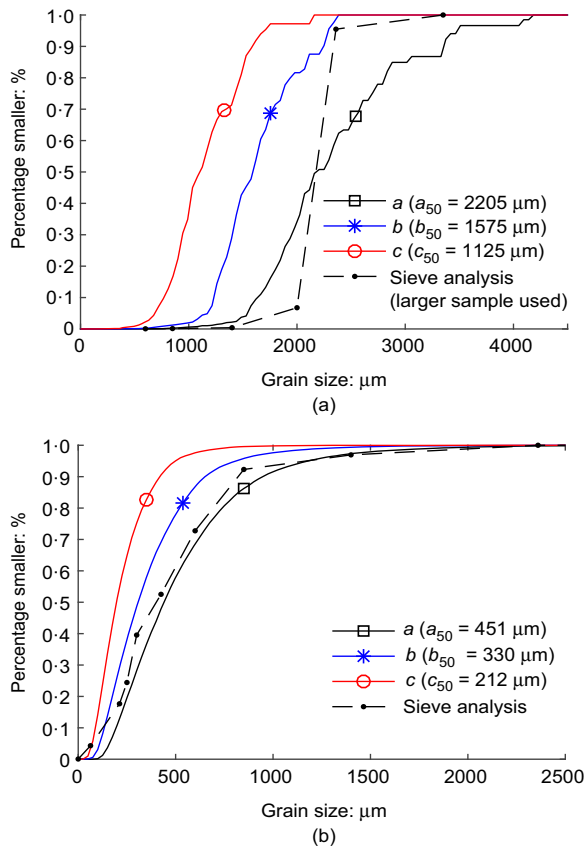 Percentage smaller: %
1·0
0·9
0·8
0·7
0·6
0·5
0·4
0·3
0·2
0·1
0
a (a50 = 2205 μm)
b (b50 = 1575 μm)
c (c50 = 1125 μm)
Sieve analysis
(larger sample used)
0 1000 2000 3000 4000
Grain size: μm
(a)
Percentage smaller: %
1·0
0·9
0·8
0·7
0·6
0·5
0·4
0·3
0·2
0·1
0
a (a50 = 451 μm)
b (b50 = 330 μm)
c (c50 = 212 μm)
Sieve analysis
0 500 1000 1500 2000 2500
Grain size: μm
(b)